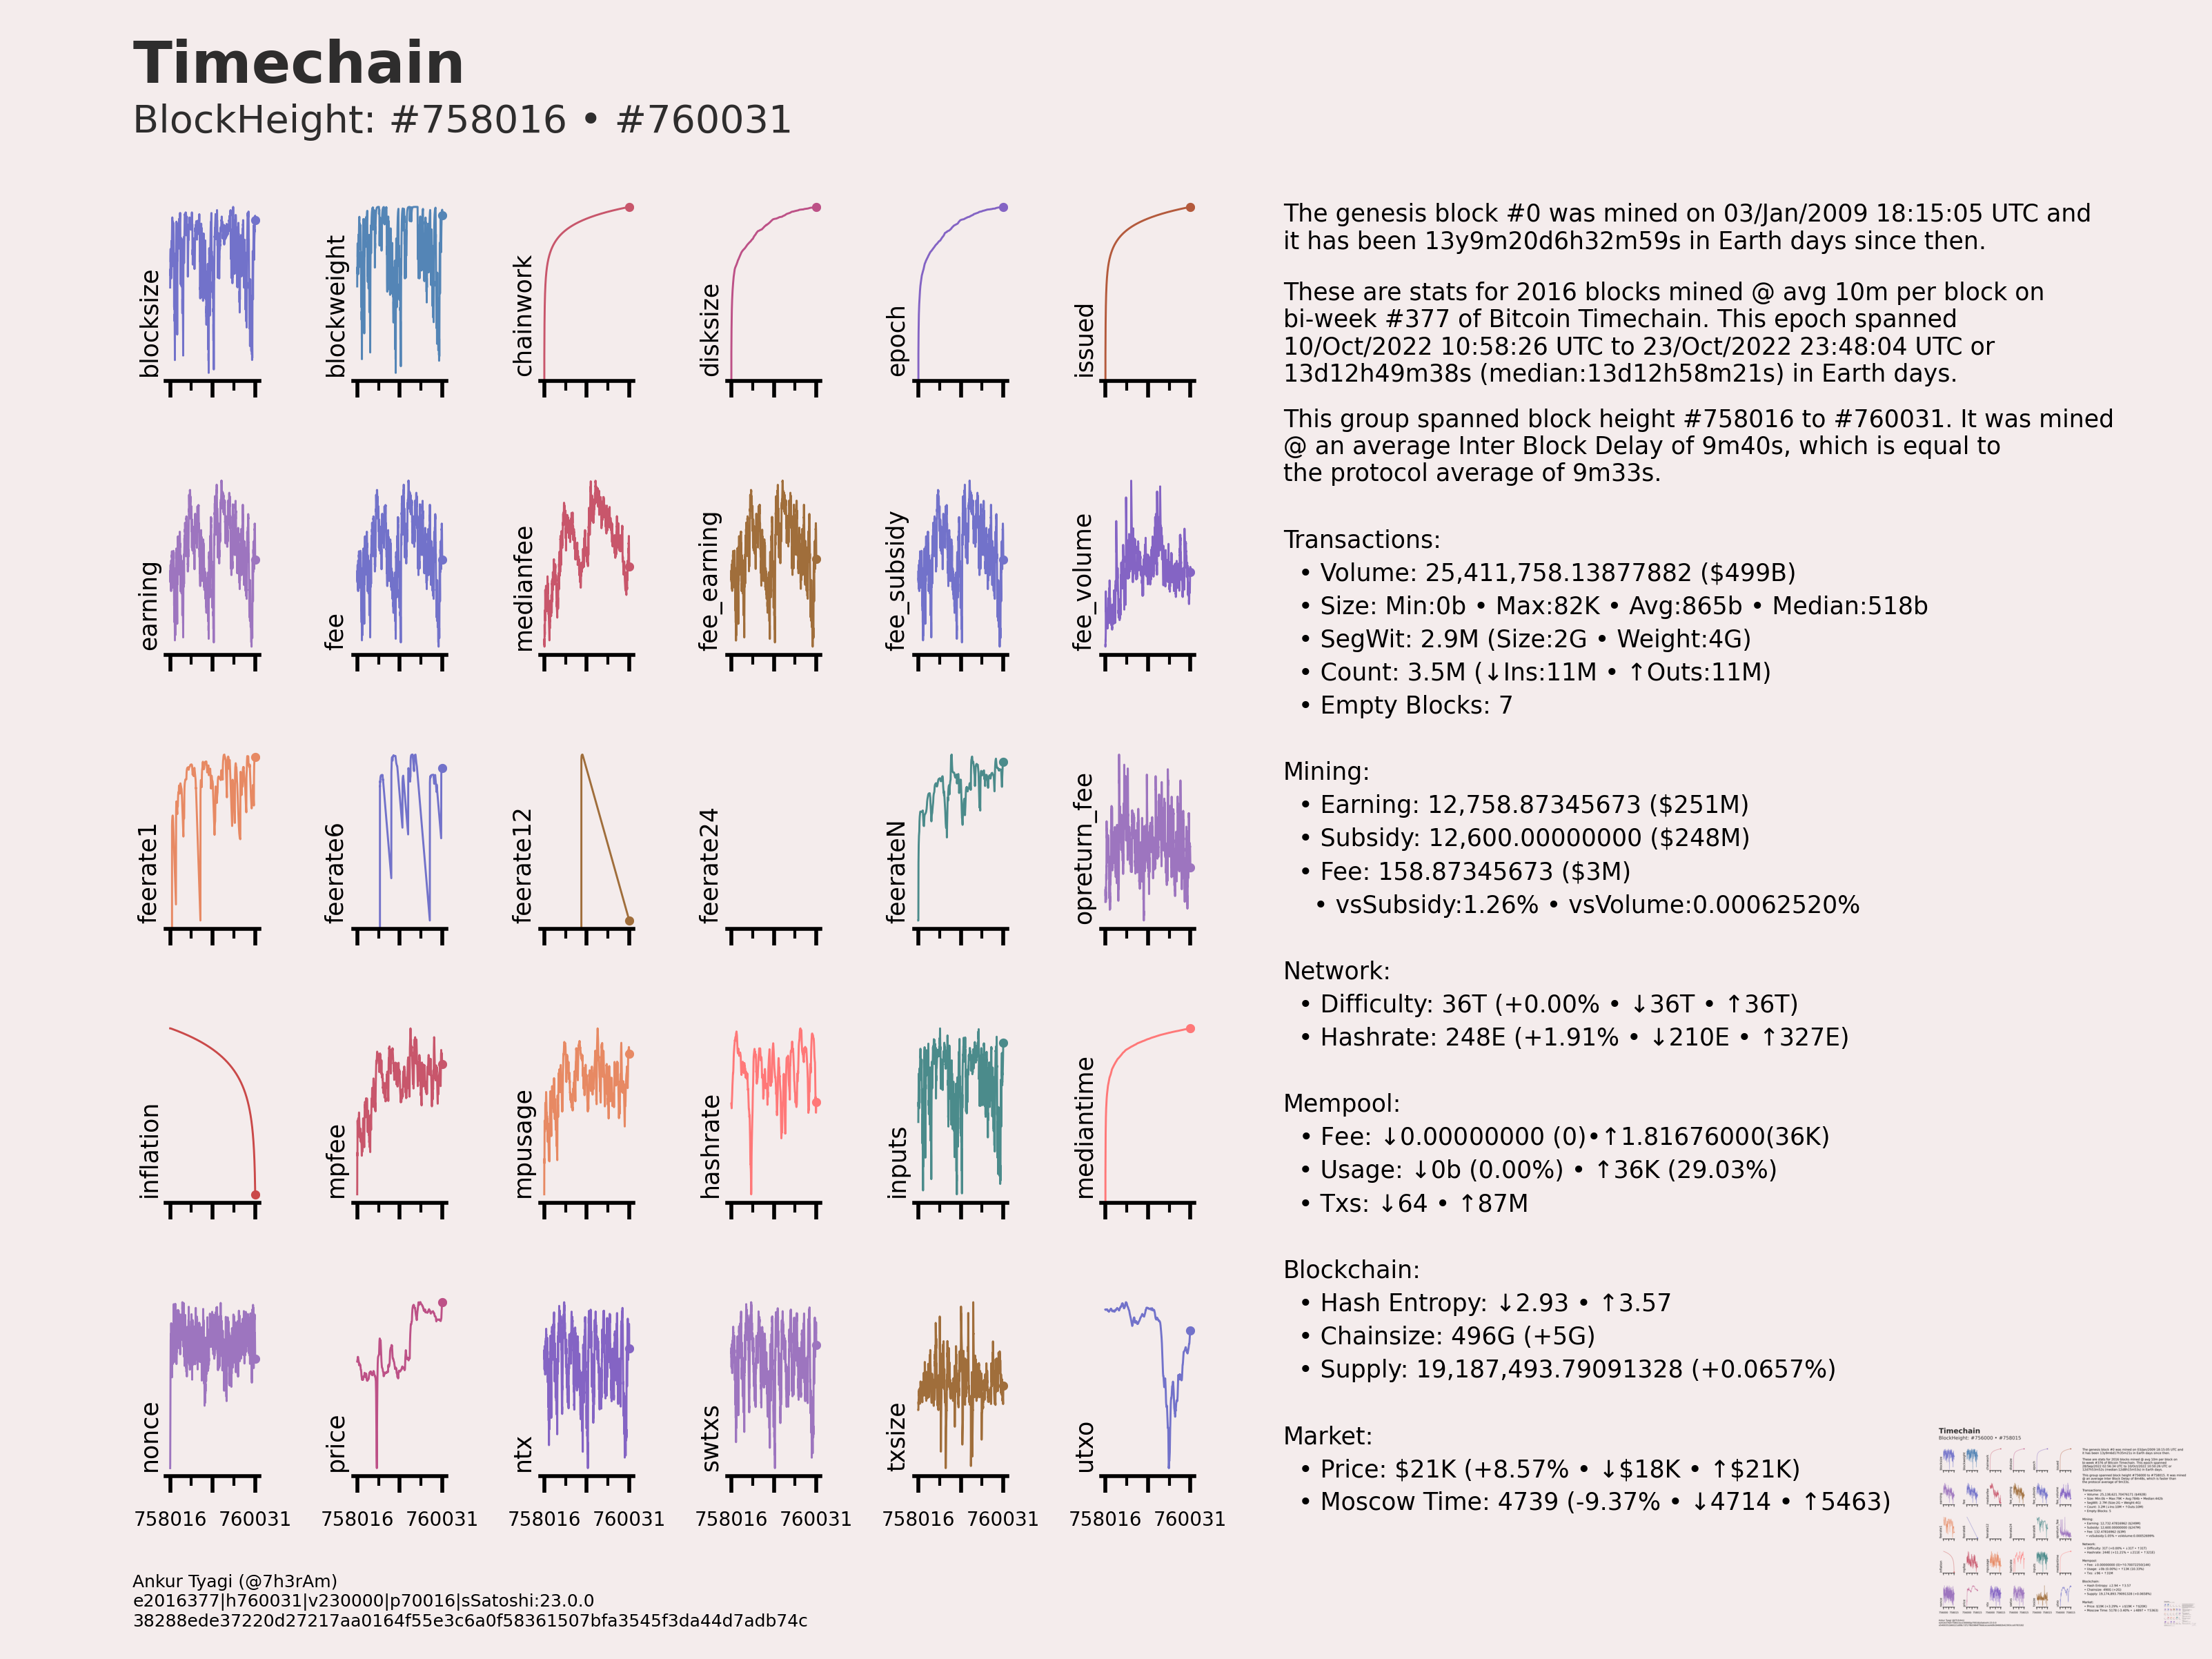 Timechain
BlockHeight: #758016 • #760031
blocksize
blockweight
chainwork
disksize
epoch
issued
earning
fee
medianfee
fee_earning
fee_subsidy
fee_volume
feerate1
feerate6
feerate12
feerate24
feerateN
opreturn_fee
inflation
mpfee
mpusage
hashrate
inputs
mediantime
nonce
price
ntx
swtxs
txsize
utxo
758016 760031 758016 760031 758016 760031 758016 760031 758016 760031 758016 760031
The genesis block #0 was mined on 03/Jan/2009 18:15:05 UTC and
it has been 13y9m20d6h32m59s in Earth days since then.
These are stats for 2016 blocks mined @ avg 10m per block on
bi-week #377 of Bitcoin Timechain. This epoch spanned
10/Oct/2022 10:58:26 UTC to 23/Oct/2022 23:48:04 UTC or
13d12h49m38s (median:13d12h58m21s) in Earth days.
This group spanned block height #758016 to #760031. It was mined
@ an average Inter Block Delay of 9m40s, which is equal to
the protocol average of 9m33s.
Transactions:
• Volume: 25,411,758.13877882 ($499B)
• Size: Min:0b • Max:82K • Avg:865b • Median:518b
• SegWit: 2.9M (Size:2G • Weight:4G)
• Count: 3.5M (↓Ins:11M • ↑Outs:11M)
• Empty Blocks: 7
Mining:
• Earning: 12,758.87345673 ($251M)
• Subsidy: 12,600.00000000 ($248M)
• Fee: 158.87345673 ($3M)
• vsSubsidy:1.26% • vsVolume:0.00062520%
Network:
• Difficulty: 36T (+0.00% • ↓36T • ↑36T)
• Hashrate: 248E (+1.91% • ↓210E • ↑327E)
Mempool:
• Fee: ↓0.00000000 (0)•↑1.81676000(36K)
• Usage: ↓0b (0.00%) • ↑36K (29.03%)
• Txs: ↓64 • ↑87M
Blockchain:
• Hash Entropy: ↓2.93 • ↑3.57
• Chainsize: 496G (+5G)
• Supply: 19,187,493.79091328 (+0.0657%)
Market:
• Price: $21K (+8.57% • ↓$18K • ↑$21K)
• Moscow Time: 4739 (-9.37% • ↓4714 • ↑5463)
Ankur Tyagi (@7h3rAm)
e2016377|h760031|v230000|p70016|sSatoshi:23.0.0
38288ede37220d27217aa0164f55e3c6a0f58361507bfa3545f3da44d7adb74c
Timechain
BlockHeight: #756000 • #758015